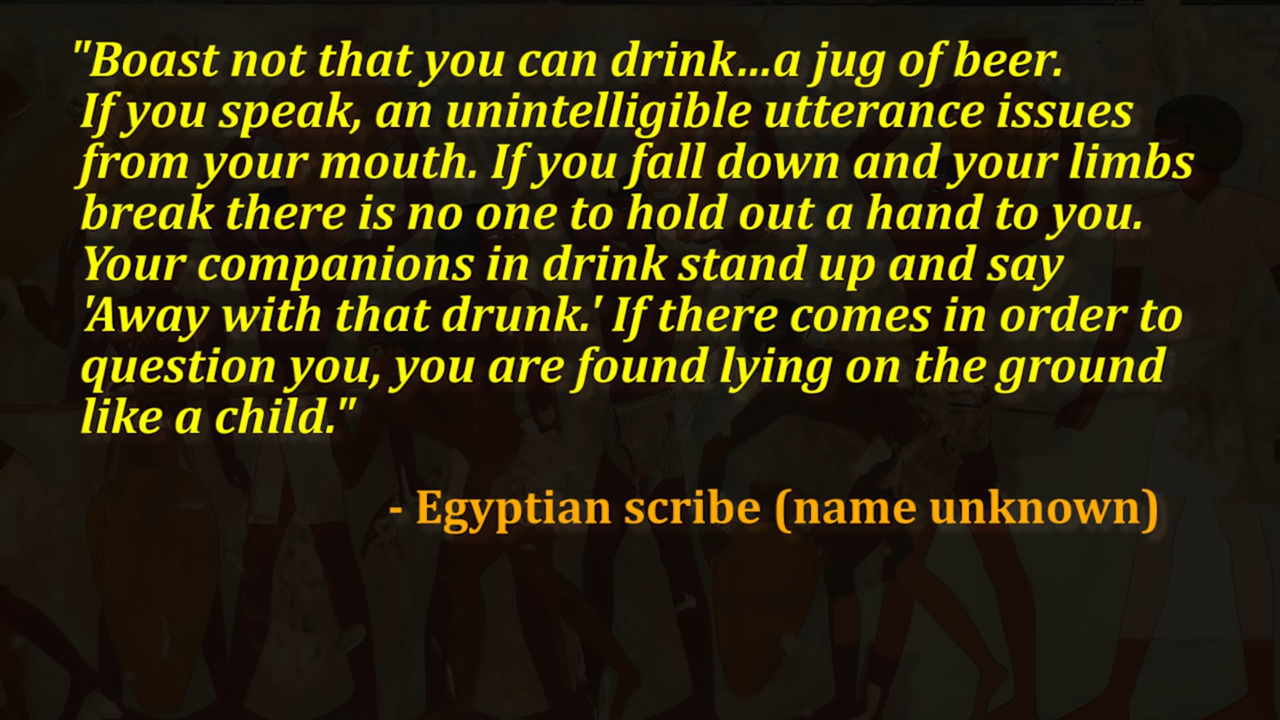 "Boast not that you can drink...a jug of beer.
If you speak, an unintelligible utterance issues
from your mouth. If you fall down and your limbs
break there is no one to hold out a hand to you.
Your companions in drink stand up and say
'Away with that drunk.' If there comes in order to
question you, you are found lying on the ground
like a child."
- Egyptian scribe (name unknown)